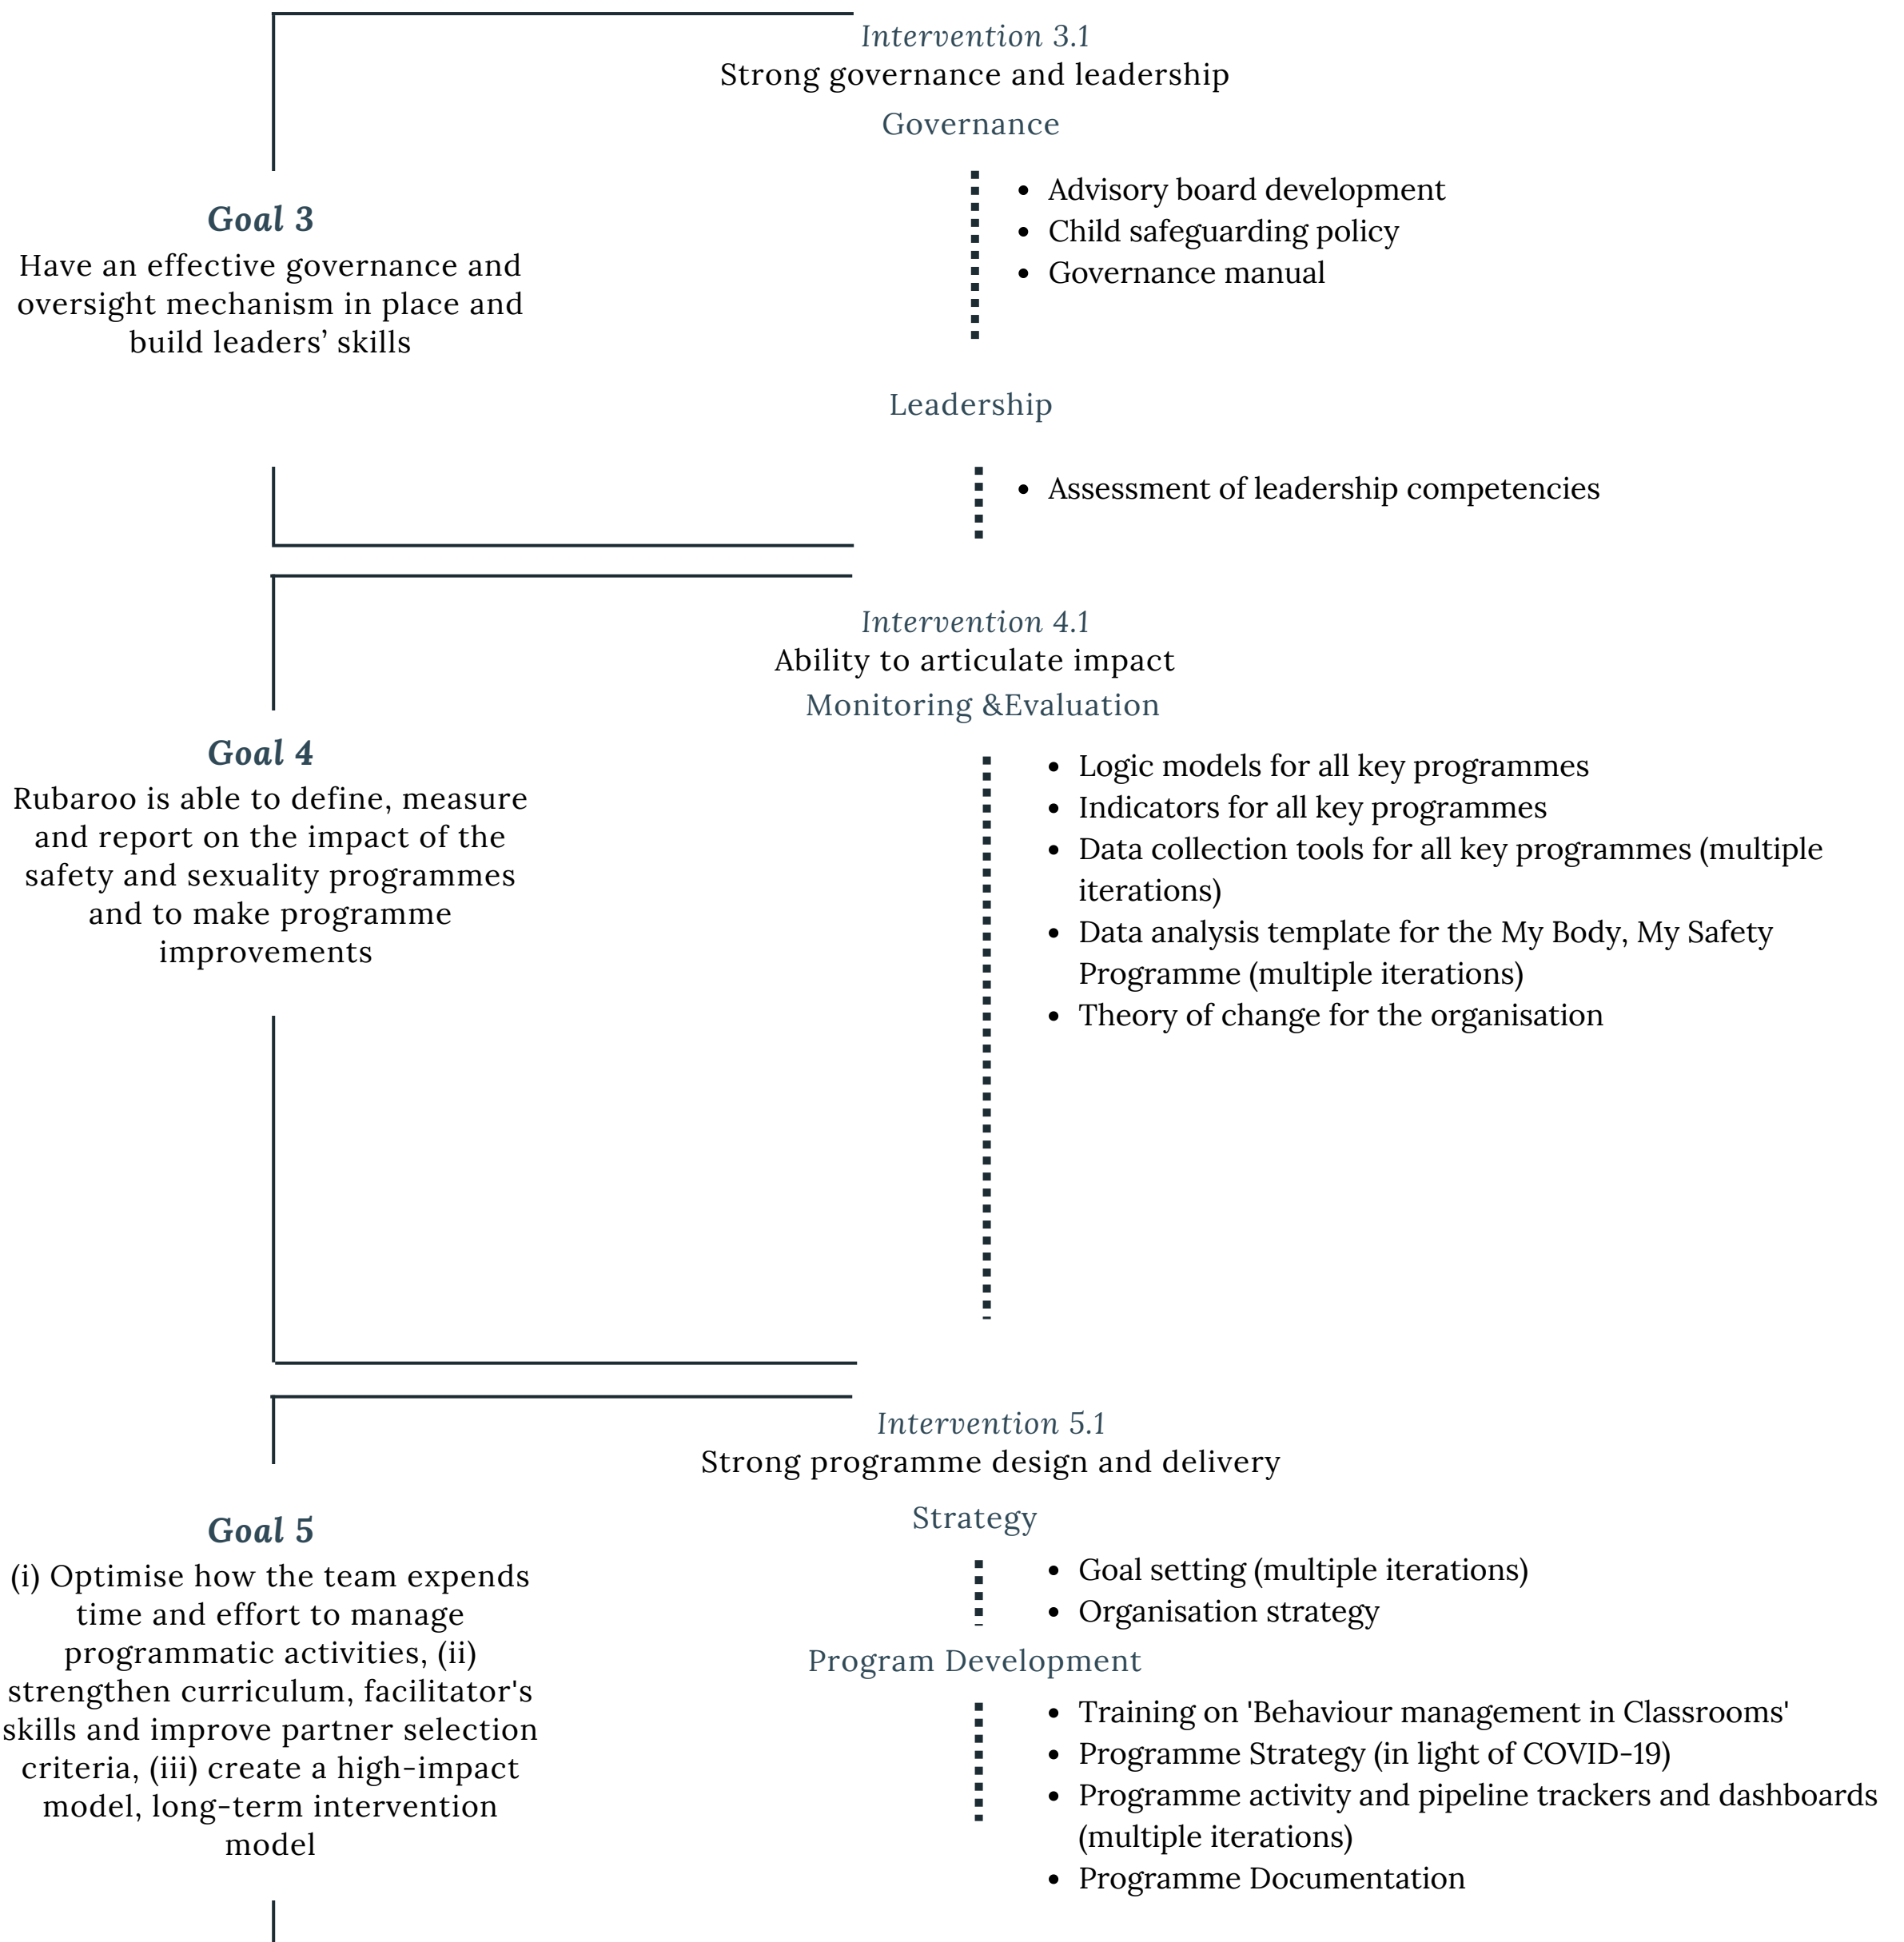 Intervention 3.1
Strong governance and leadership
Governance
• Advisory board development
• Child safeguarding policy
• Governance manual
Goal 3
Have an effective governance and
oversight mechanism in place and
build leaders’ skills
Leadership
• Assessment of leadership competencies
Intervention 4.1
Ability to articulate impact
Monitoring &Evaluation
Goal 4
Rubaroo is able to define, measure
and report on the impact of the
safety and sexuality programmes
and to make programme
improvements
• Logic models for all key programmes
• Indicators for all key programmes
• Data collection tools for all key programmes (multiple
iterations)
• Data analysis template for the My Body, My Safety
Programme (multiple iterations)
• Theory of change for the organisation
Intervention 5.1
Strong programme design and delivery
Strategy
Goal 5
(i) Optimise how the team expends
time and effort to manage
programmatic activities, (ii)
strengthen curriculum, facilitator's
skills and improve partner selection
criteria, (iii) create a high-impact
model, long-term intervention
model
• Goal setting (multiple iterations)
• Organisation strategy
Program Development
• Training on 'Behaviour management in Classrooms'
• Programme Strategy (in light of COVID-19)
• Programme activity and pipeline trackers and dashboards
(multiple iterations)
• Programme Documentation